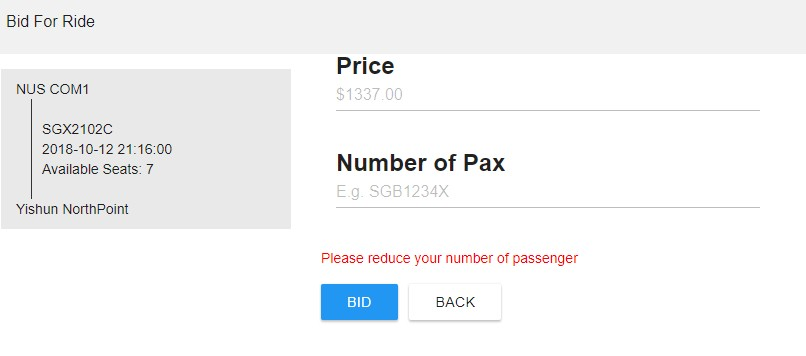 Bid For Ride
NUS COM1
SGX2102C
2018-10-12 21:16:00
Available Seats: 7
Yishun NorthPoint
Price
$1337.00
Number of Pax
E.g. SGB1234X
Please reduce your number of passenger
BID
BACK